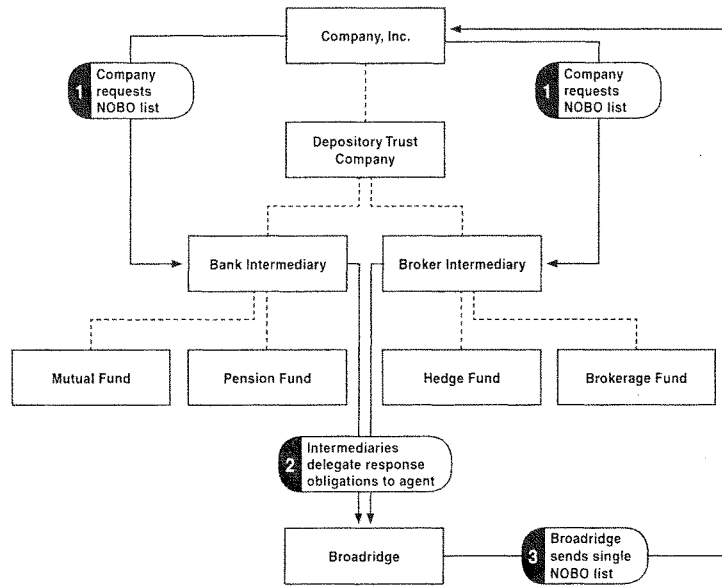 Company, Inc.
1
Company
requests
NOBO list
1
Company
requests
NOBO list
Depository Trust
Company
Bank Intermediary
Broker Intermediary
Mutual Fund
Pension Fund
Hedge Fund
Brokerage Fund
2
Intermediaries
delegate response
obligations to agent
Broadridge
3
Broadridge
sends single
NOBO list